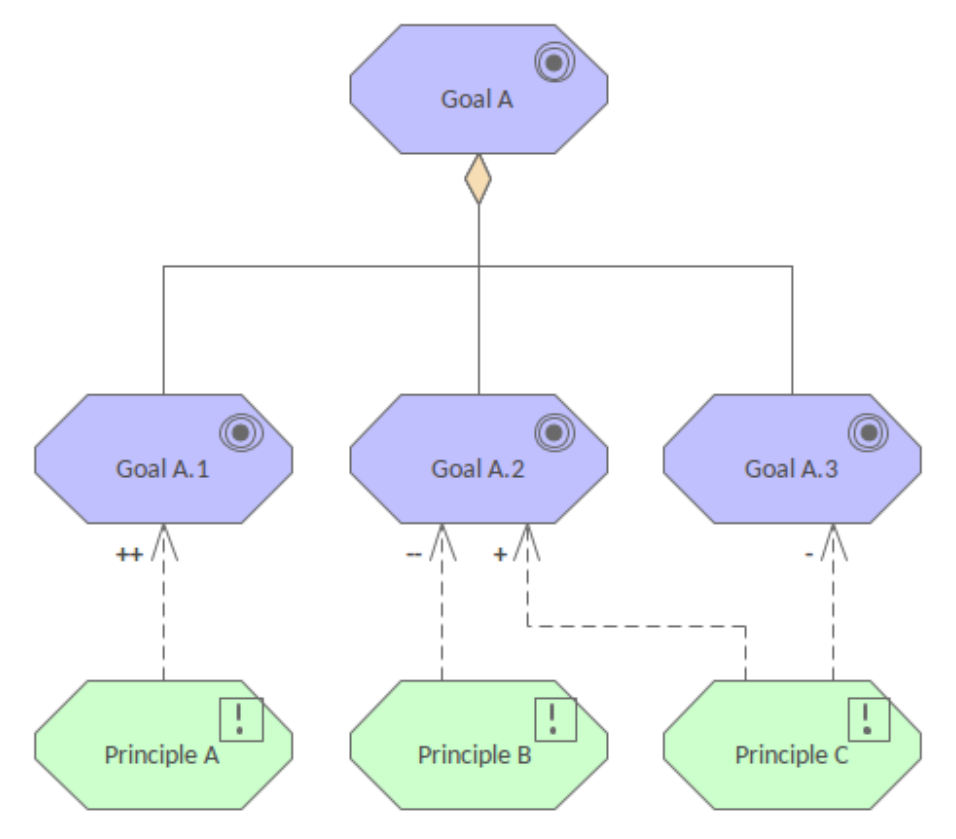 Goal A
Goal A.1
Goal A.2
Goal A.3
++
--
+
-
!
!
!
Principle A
Principle B
Principle C